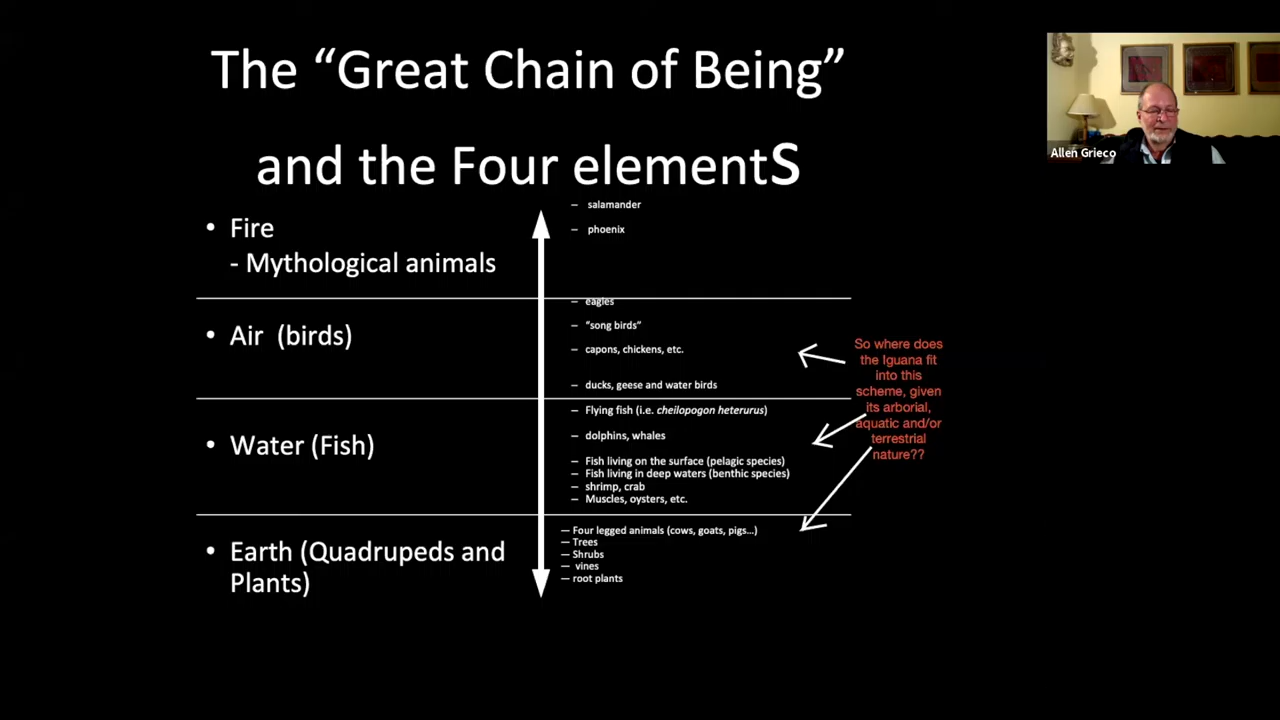 The “Great Chain of Being”
and the Four elementS
• Fire
- Mythological animals
– salamander
– phoenix
• Air (birds)
– eagles
– “song birds”
– capons, chickens, etc.
– ducks, geese and water birds
• Water (Fish)
– Flying fish (i.e. cheilopogon heterurus)
– dolphins, whales
– Fish living on the surface (pelagic species)
– Fish living in deep waters (benthic species)
– shrimp, crab
– Muscles, oysters, etc.
• Earth (Quadrupeds and
Plants)
— Four legged animals (cows, goats, pigs…)
— Trees
— Shrubs
— vines
— root plants
So where does
the Iguana fit
into this
scheme, given
its arborial,
aquatic and/or
terrestrial
nature??
Allen Grieco